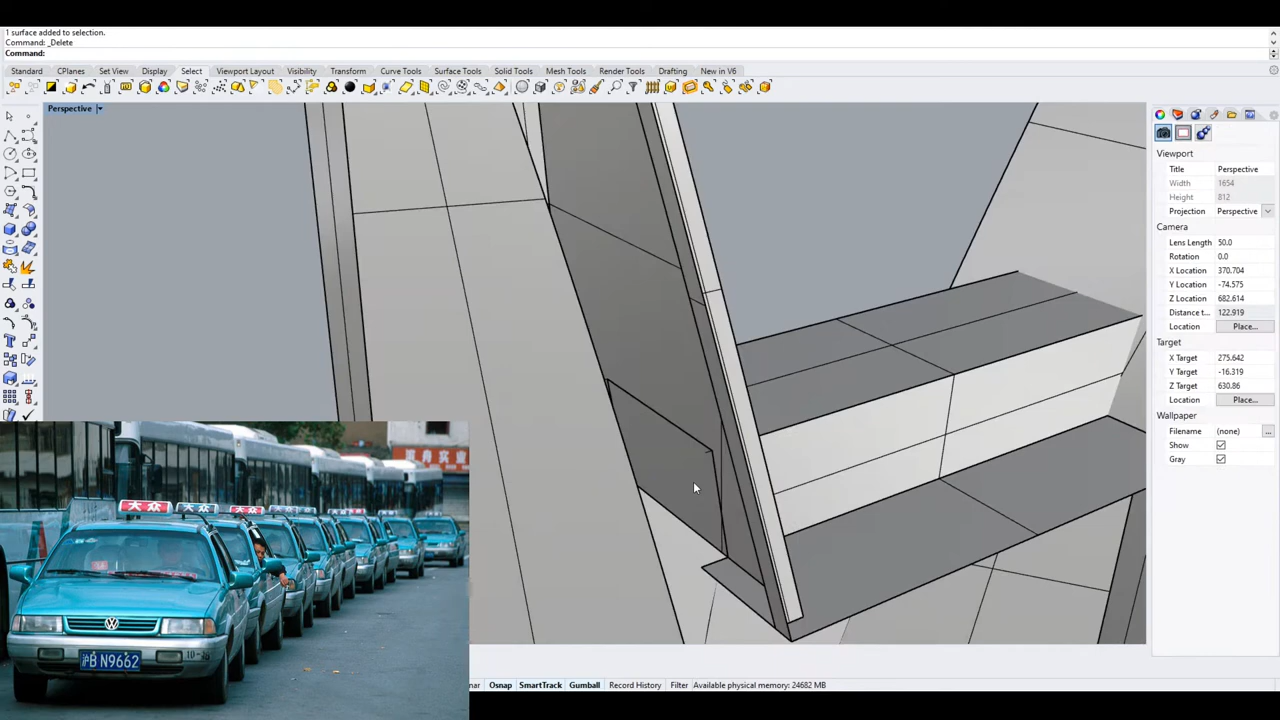 1 surface added to selection.
Command: _Delete
Command:
Standard CPlanes Set View Display Select Viewport Layout Visibility Transform Curve Tools Surface Tools Solid Tools Mesh Tools Render Tools Drafting New in V6
Perspective
Viewport
Title Perspective
Width 1654
Height 812
Projection Perspective
Camera
Lens Length 50.0
Rotation 0.0
X Location 370.704
Y Location -74.575
Z Location 682.614
Distance t... 122.919
Location Place...
Target
X Target 275.642
Y Target -16.319
Z Target 630.86
Location Place...
Wallpaper
Filename (none) ...
Show
Gray
大众 大众 大众
沪B N9662
nar Osnap SmartTrack Gumball Record History Filter Available physical memory: 24682 MB